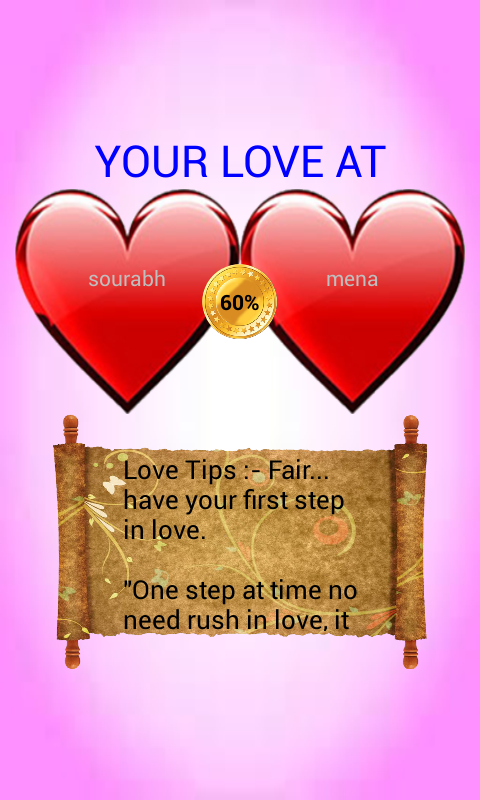 YOUR LOVE AT
sourabh
mena
60%
Love Tips :- Fair...
have your first step
in love.
"One step at time no
need rush in love, it